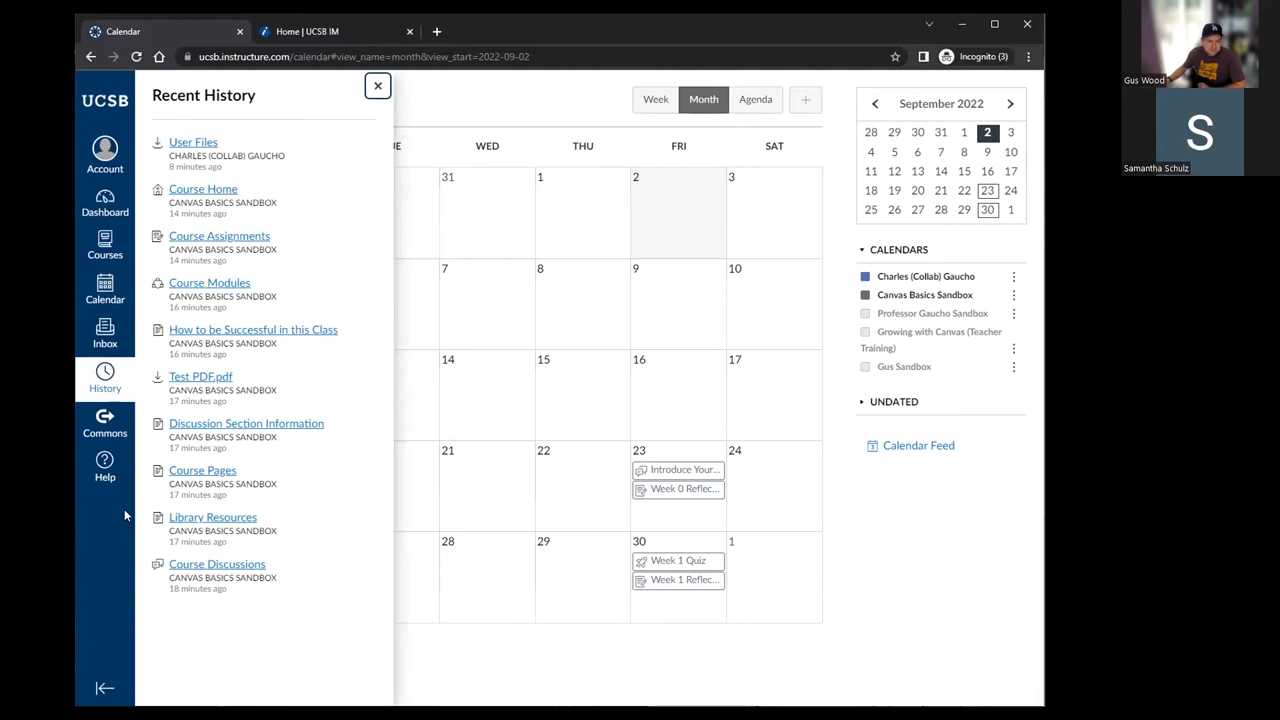 Calendar
Home | UCSB IM
ucsb.instructure.com/calendar#view_name=month&view_start=2022-09-02
Incognito (3)
UCSB
Account
Dashboard
Courses
Calendar
Inbox
History
Commons
Help
Recent History
User Files
CHARLES (COLLAB) GAUCHO
8 minutes ago
Course Home
CANVAS BASICS SANDBOX
14 minutes ago
Course Assignments
CANVAS BASICS SANDBOX
14 minutes ago
Course Modules
CANVAS BASICS SANDBOX
16 minutes ago
How to be Successful in this Class
CANVAS BASICS SANDBOX
16 minutes ago
Test PDF.pdf
CANVAS BASICS SANDBOX
17 minutes ago
Discussion Section Information
CANVAS BASICS SANDBOX
17 minutes ago
Course Pages
CANVAS BASICS SANDBOX
17 minutes ago
Library Resources
CANVAS BASICS SANDBOX
17 minutes ago
Course Discussions
CANVAS BASICS SANDBOX
18 minutes ago
Week Month Agenda +
UE WED THU FRI SAT
31 1 2 3
7 8 9 10
14 15 16 17
21 22 23 24
Introduce Your...
Week 0 Reflec...
28 29 30 1
Week 1 Quiz
Week 1 Reflec...
September 2022
28 29 30 31 1 2 3
4 5 6 7 8 9 10
11 12 13 14 15 16 17
18 19 20 21 22 23 24
25 26 27 28 29 30 1
CALENDARS
Charles (Collab) Gaucho
Canvas Basics Sandbox
Professor Gaucho Sandbox
Growing with Canvas (Teacher
Training)
Gus Sandbox
UNDATED
Calendar Feed
Gus Wood
S
Samantha Schulz